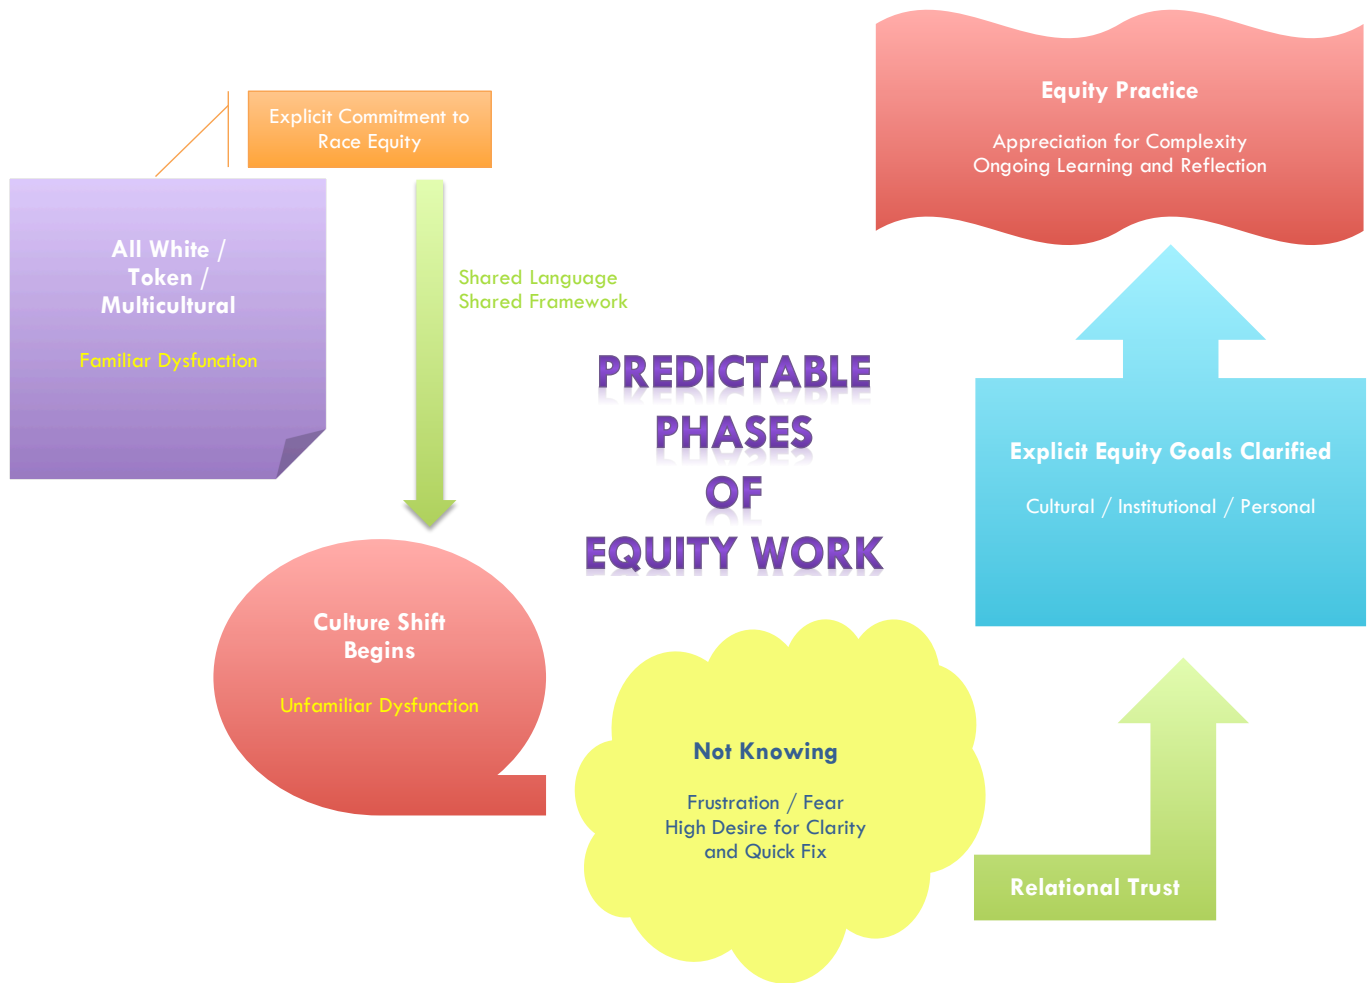 Explicit Commitment to
Race Equity
All White /
Token /
Multicultural
Familiar Dysfunction
Shared Language
Shared Framework
PREDICTABLE
PHASES
OF
EQUITY WORK
Culture Shift
Begins
Unfamiliar Dysfunction
Not Knowing
Frustration / Fear
High Desire for Clarity
and Quick Fix
Relational Trust
Explicit Equity Goals Clarified
Cultural / Institutional / Personal
Equity Practice
Appreciation for Complexity
Ongoing Learning and Reflection